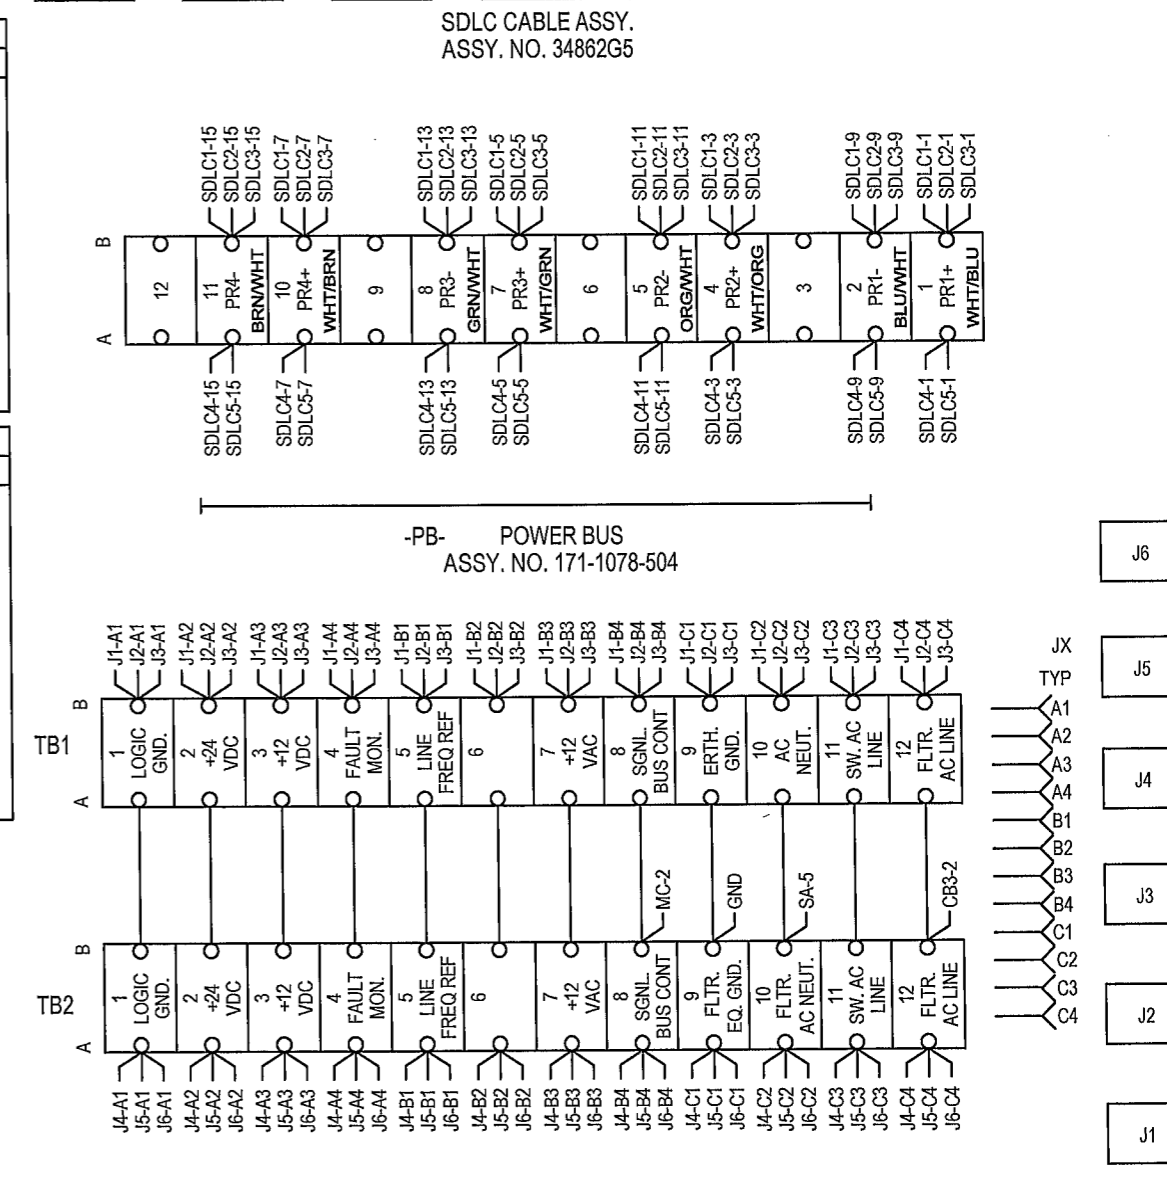 SDLC CABLE ASSY.
ASSY. NO. 34862G5
SDLC1-15
SDLC2-15
SDLC3-15
SDLC1-7
SDLC2-7
SDLC3-7
SDLC1-13
SDLC2-13
SDLC3-13
SDLC1-5
SDLC2-5
SDLC3-5
SDLC1-11
SDLC2-11
SDLC3-11
SDLC1-3
SDLC2-3
SDLC3-3
SDLC1-9
SDLC2-9
SDLC3-9
SDLC1-1
SDLC2-1
SDLC3-1
B
A
12
11
PR4-
BRN/WHT
10
PR4+
WHT/BRN
9
8
PR3-
GRN/WHT
7
PR3+
WHT/GRN
6
5
PR2-
ORG/WHT
4
PR2+
WHT/ORG
3
2
PR1-
BLU/WHT
1
PR1+
WHT/BLU
SDLC4-15
SDLC5-15
SDLC4-7
SDLC5-7
SDLC4-13
SDLC5-13
SDLC4-5
SDLC5-5
SDLC4-11
SDLC5-11
SDLC4-3
SDLC5-3
SDLC4-9
SDLC5-9
SDLC4-1
SDLC5-1
-PB- POWER BUS
ASSY. NO. 171-1078-504
J1-A1
J2-A1
J3-A1
J1-A2
J2-A2
J3-A2
J1-A3
J2-A3
J3-A3
J1-A4
J2-A4
J3-A4
J1-B1
J2-B1
J3-B1
J1-B2
J2-B2
J3-B2
J1-B3
J2-B3
J3-B3
J1-B4
J2-B4
J3-B4
J1-C1
J2-C1
J3-C1
J1-C2
J2-C2
J3-C2
J1-C3
J2-C3
J3-C3
J1-C4
J2-C4
J3-C4
TB1
B
A
1
LOGIC
GND.
2
+24
VDC
3
+12
VDC
4
FAULT
MON.
5
LINE
FREQ REF
6
7
+12
VAC
8
SGNL.
BUS CONT
9
ERTH.
GND.
10
AC
NEUT.
11
SW. AC
LINE
12
FLTR.
AC LINE
MC-2
GND
SA-5
CB3-2
TB2
B
A
1
LOGIC
GND.
2
+24
VDC
3
+12
VDC
4
FAULT
MON.
5
LINE
FREQ REF
6
7
+12
VAC
8
SGNL.
BUS CONT
9
FLTR.
EQ. GND.
10
FLTR.
AC NEUT.
11
SW. AC
LINE
12
FLTR.
AC LINE
J4-A1
J5-A1
J6-A1
J4-A2
J5-A2
J6-A2
J4-A3
J5-A3
J6-A3
J4-A4
J5-A4
J6-A4
J4-B1
J5-B1
J6-B1
J4-B2
J5-B2
J6-B2
J4-B3
J5-B3
J6-B3
J4-B4
J5-B4
J6-B4
J4-C1
J5-C1
J6-C1
J4-C2
J5-C2
J6-C2
J4-C3
J5-C3
J6-C3
J4-C4
J5-C4
J6-C4
JX
TYP
A1
A2
A3
A4
B1
B2
B3
B4
C1
C2
C3
C4
J6
J5
J4
J3
J2
J1